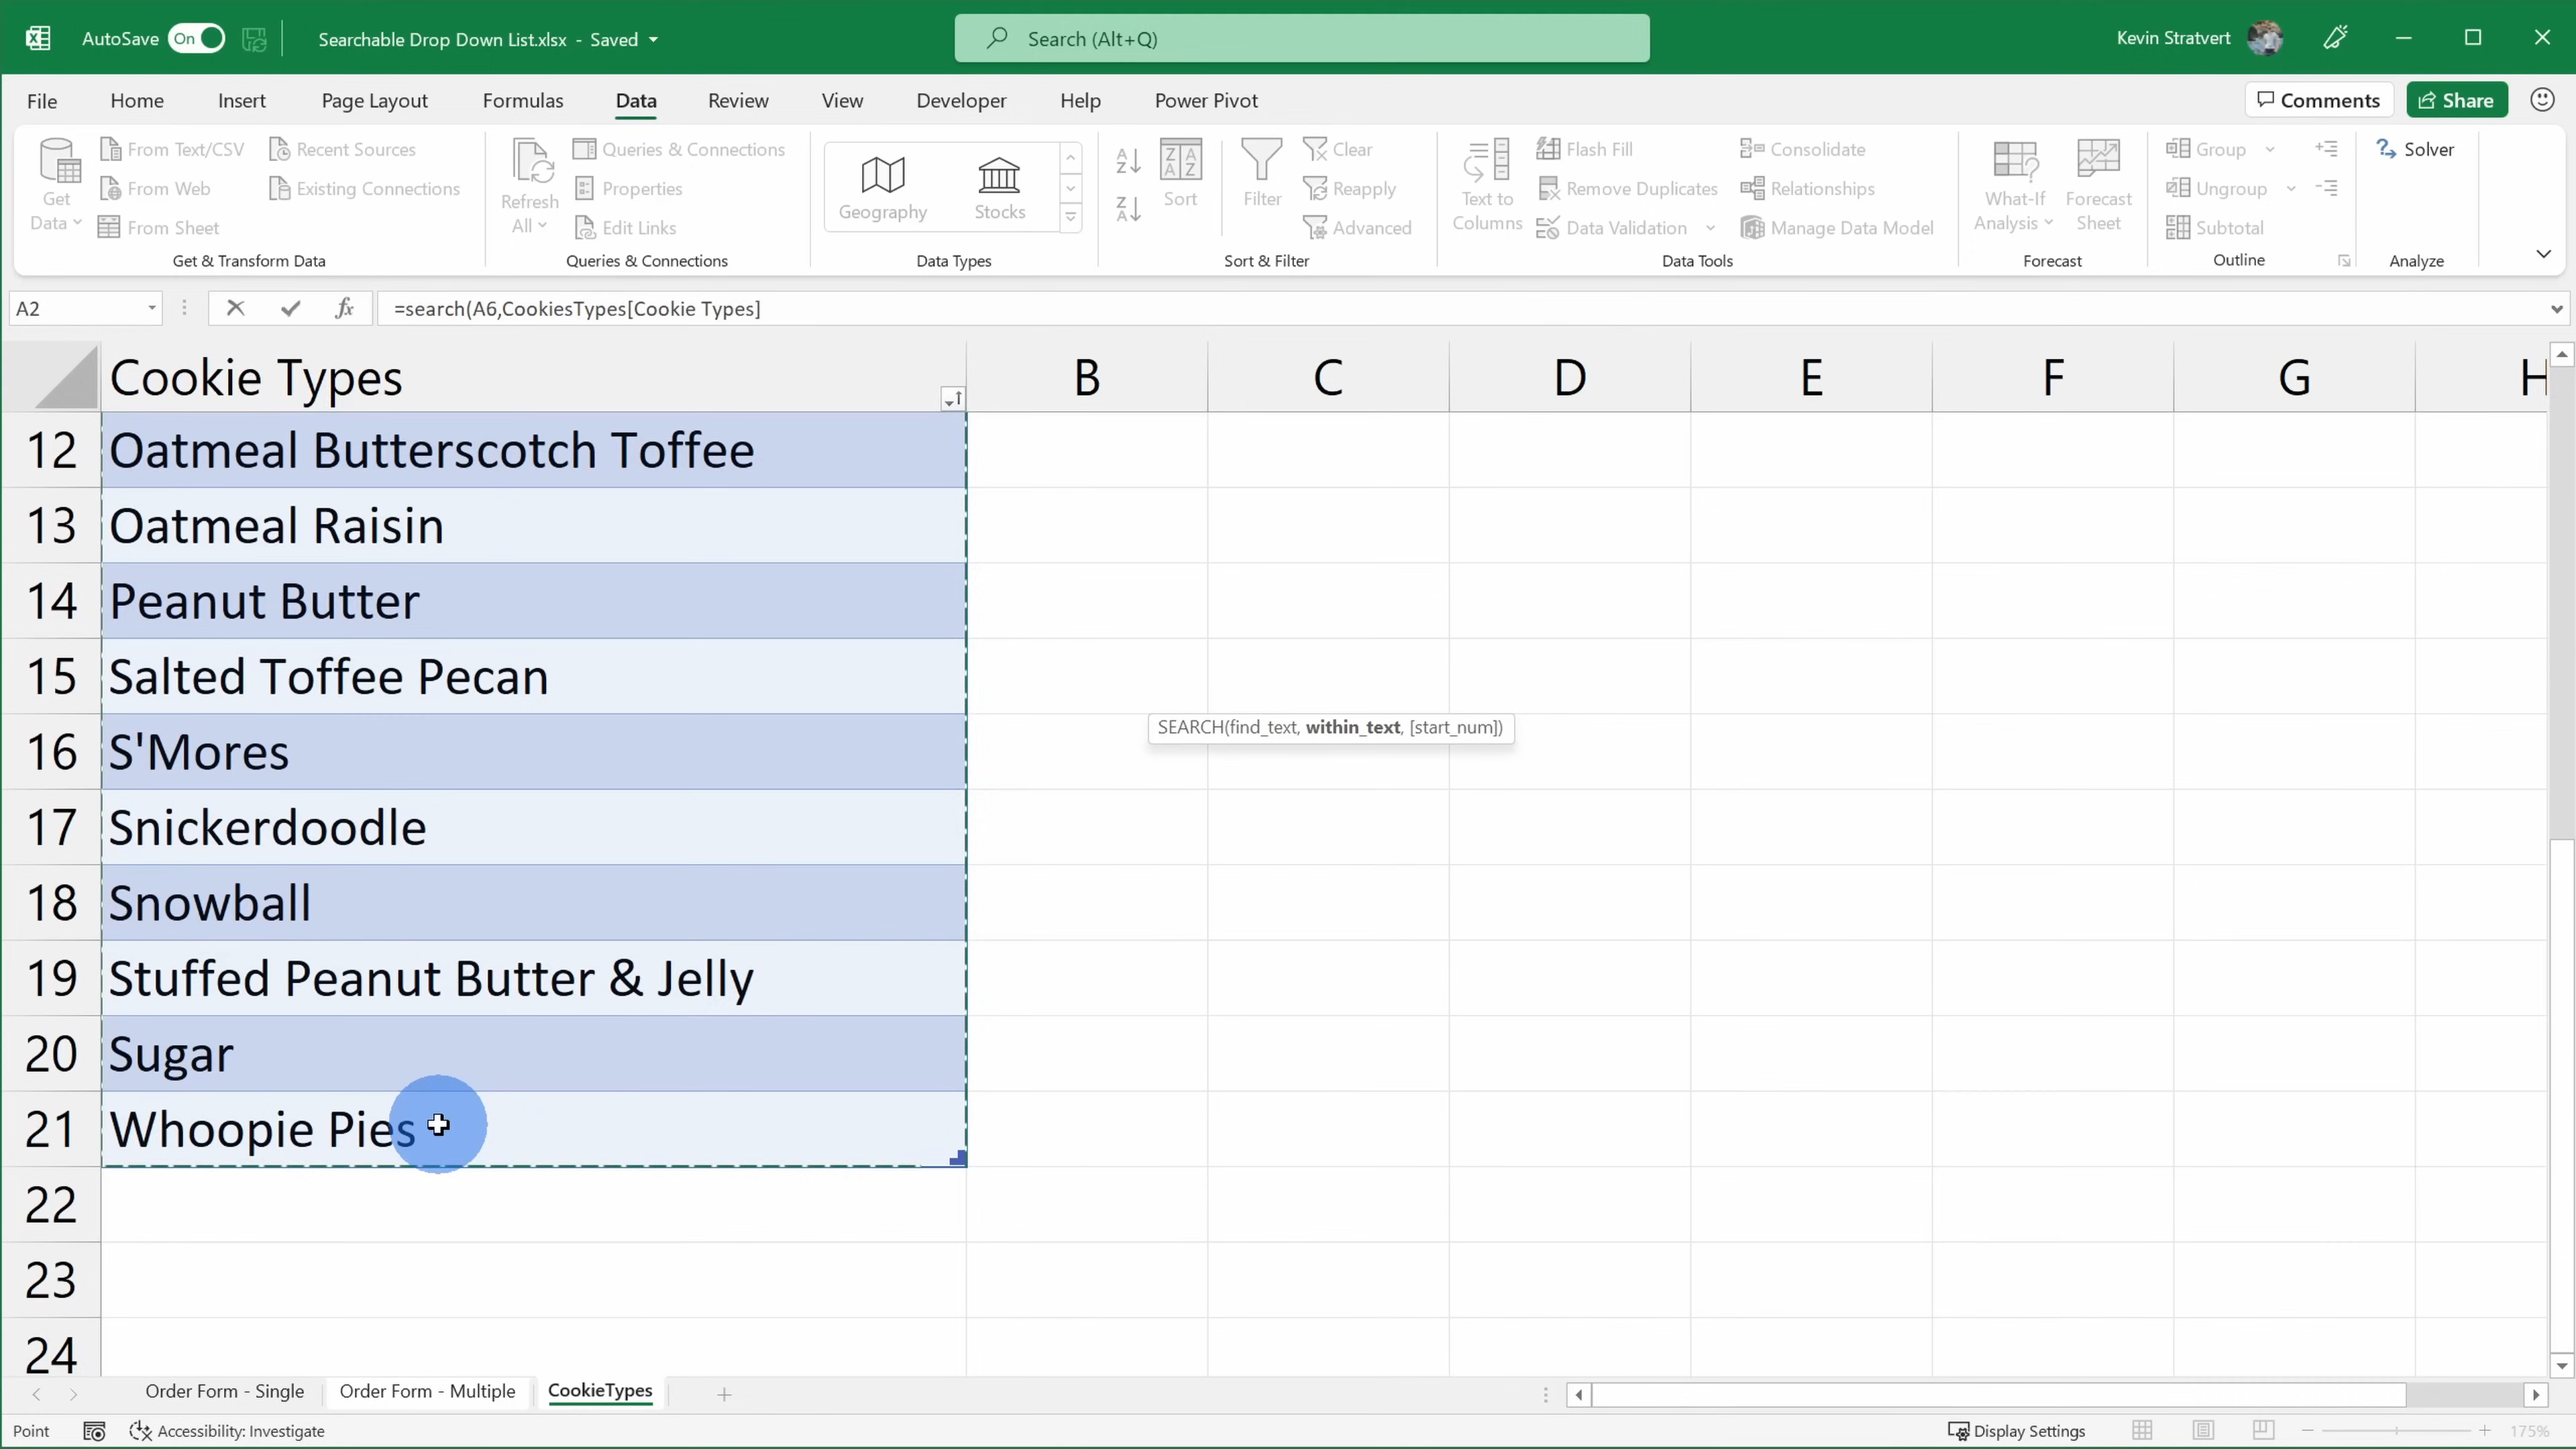 AutoSave On Searchable Drop Down List.xlsx - Saved Search (Alt+Q) Kevin Stratvert
File Home Insert Page Layout Formulas Data Review View Developer Help Power Pivot Comments Share
Get Data From Text/CSV Recent Sources Refresh All Queries & Connections Geography Stocks Sort Filter Clear Text to Columns Flash Fill Consolidate What-If Analysis Forecast Sheet Group Solver
From Web Existing Connections Properties Reapply Remove Duplicates Relationships Ungroup
From Sheet Edit Links Advanced Data Validation Manage Data Model Subtotal
Get & Transform Data Queries & Connections Data Types Sort & Filter Data Tools Forecast Outline Analyze
A2 fx =search(A6,CookiesTypes[Cookie Types]
Cookie Types B C D E F G H
12 Oatmeal Butterscotch Toffee
13 Oatmeal Raisin
14 Peanut Butter
15 Salted Toffee Pecan
SEARCH(find_text, within_text, [start_num])
16 S'Mores
17 Snickerdoodle
18 Snowball
19 Stuffed Peanut Butter & Jelly
20 Sugar
21 Whoopie Pies
22
23
24
Order Form - Single Order Form - Multiple CookieTypes
Point Accessibility: Investigate Display Settings 175%